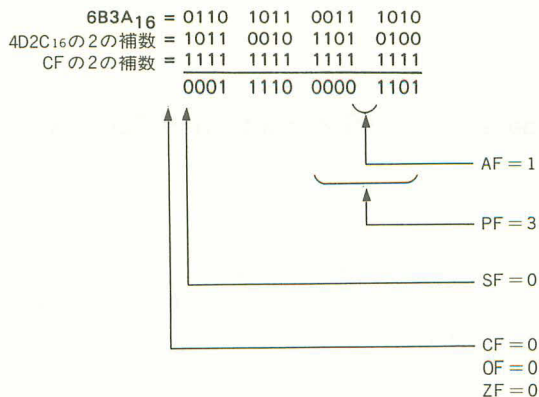 6B3A16 = 0110 1011 0011 1010
4D2C16の2の補数 = 1011 0010 1101 0100
CFの2の補数 = 1111 1111 1111 1111
0001 1110 0000 1101
AF = 1
PF = 3
SF = 0
CF = 0
OF = 0
ZF = 0